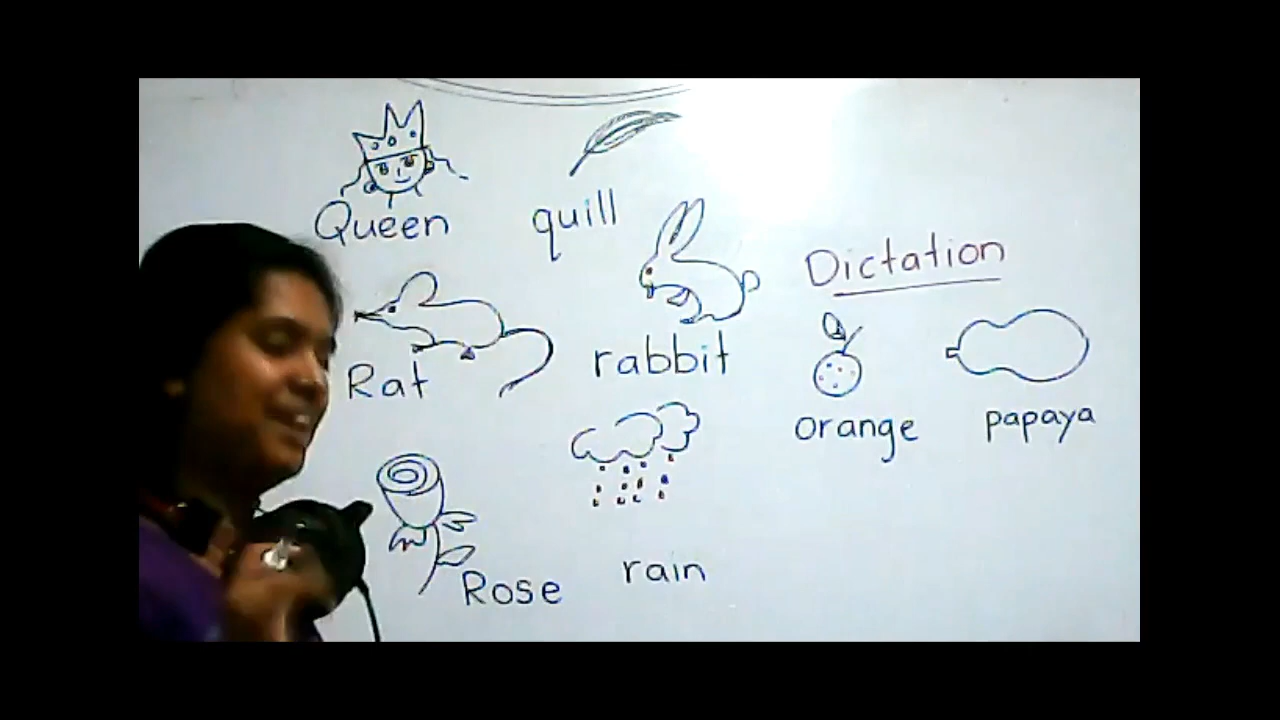 Queen
quill
Rat
rabbit
Rose
rain
Dictation
orange
papaya